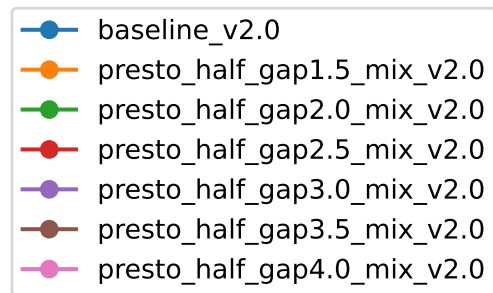 baseline_v2.0
presto_half_gap1.5_mix_v2.0
presto_half_gap2.0_mix_v2.0
presto_half_gap2.5_mix_v2.0
presto_half_gap3.0_mix_v2.0
presto_half_gap3.5_mix_v2.0
presto_half_gap4.0_mix_v2.0